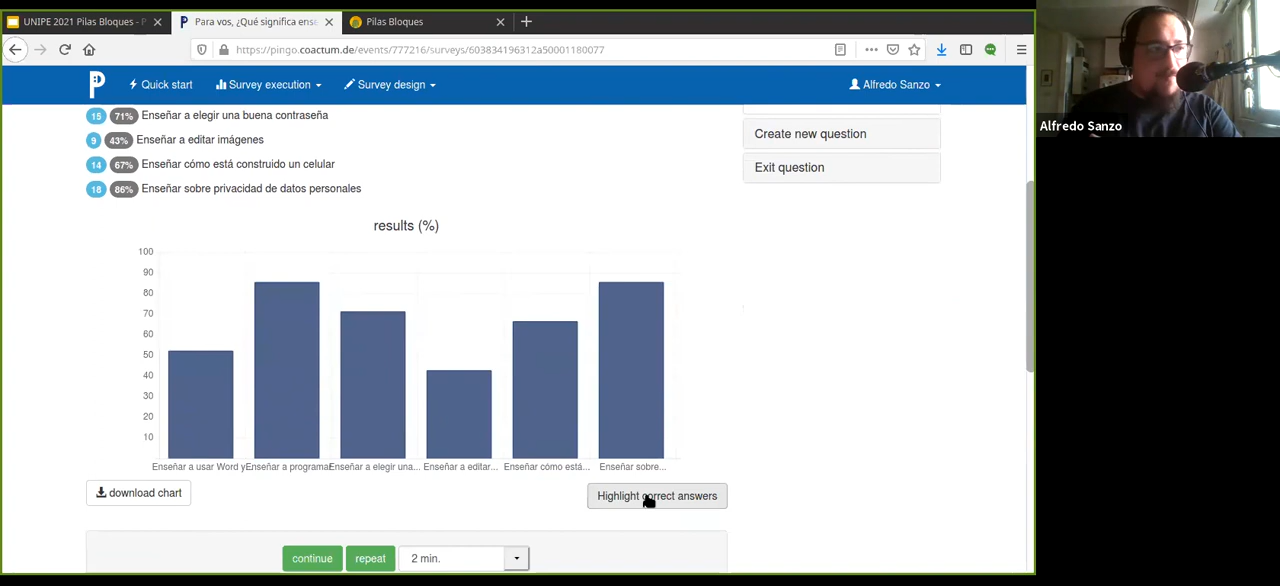 UNIPE 2021 Pilas Bloques - P
Para vos, ¿Qué significa ense
Pilas Bloques
https://pingo.coactum.de/events/777216/surveys/603834196312a50001180077
Quick start
Survey execution
Survey design
Alfredo Sanzo
15 71% Enseñar a elegir una buena contraseña
9 43% Enseñar a editar imágenes
14 67% Enseñar cómo está construido un celular
18 86% Enseñar sobre privacidad de datos personales
Create new question
Exit question
results (%)
100
90
80
70
60
50
40
30
20
10
Enseñar a usar Word y
Enseñar a programar
Enseñar a elegir una...
Enseñar a editar...
Enseñar cómo está...
Enseñar sobre...
download chart
Highlight correct answers
continue
repeat
2 min.
Alfredo Sanzo